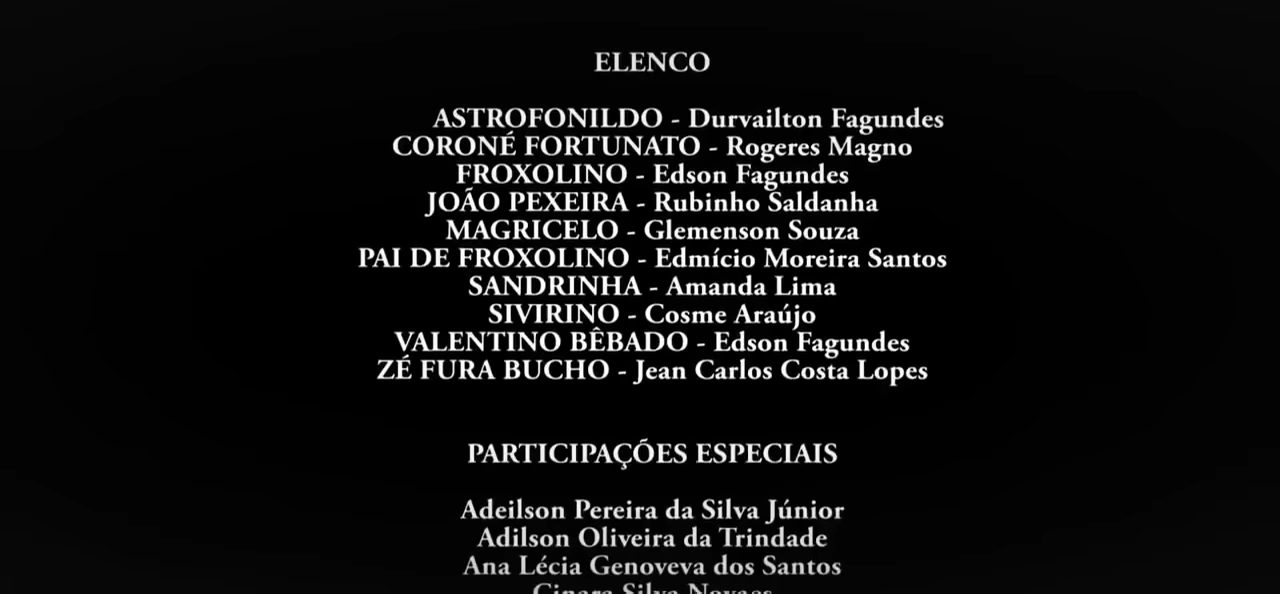 ELENCO
ASTROFONILDO - Durvailton Fagundes
CORONÉ FORTUNATO - Rogeres Magno
FROXOLINO - Edson Fagundes
JOÃO PEXEIRA - Rubinho Saldanha
MAGRICELO - Glemenson Souza
PAI DE FROXOLINO - Edmício Moreira Santos
SANDRINHA - Amanda Lima
SIVIRINO - Cosme Araújo
VALENTINO BÊBADO - Edson Fagundes
ZÉ FURA BUCHO - Jean Carlos Costa Lopes
PARTICIPAÇÕES ESPECIAIS
Adeilson Pereira da Silva Júnior
Adilson Oliveira da Trindade
Ana Lécia Genoveva dos Santos
Silva Novaes